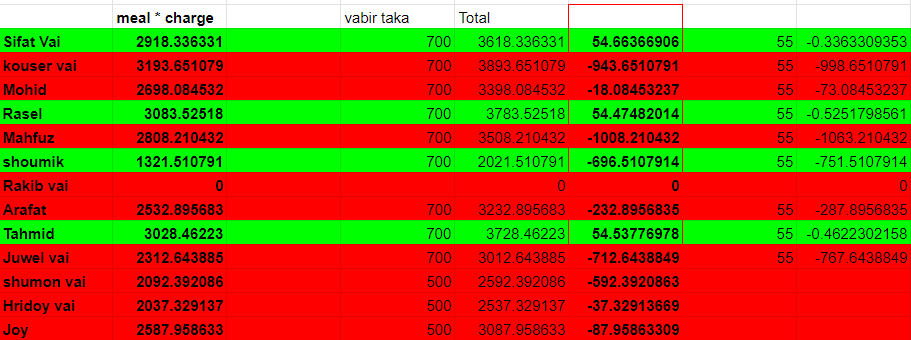 meal * charge vabir taka Total
Sifat Vai 2918.336331 700 3618.336331 54.66366906 55 -0.3363309353
kouser vai 3193.651079 700 3893.651079 -943.6510791 55 -998.6510791
Mohid 2698.084532 700 3398.084532 -18.08453237 55 -73.08453237
Rasel 3083.52518 700 3783.52518 54.47482014 55 -0.5251798561
Mahfuz 2808.210432 700 3508.210432 -1008.210432 55 -1063.210432
shoumik 1321.510791 700 2021.510791 -696.5107914 55 -751.5107914
Rakib vai 0 0 0 0
Arafat 2532.895683 700 3232.895683 -232.8956835 55 -287.8956835
Tahmid 3028.46223 700 3728.46223 54.53776978 55 -0.4622302158
Juwel vai 2312.643885 700 3012.643885 -712.6438849 55 -767.6438849
shumon vai 2092.392086 500 2592.392086 -592.3920863
Hridoy vai 2037.329137 500 2537.329137 -37.32913669
Joy 2587.958633 500 3087.958633 -87.95863309